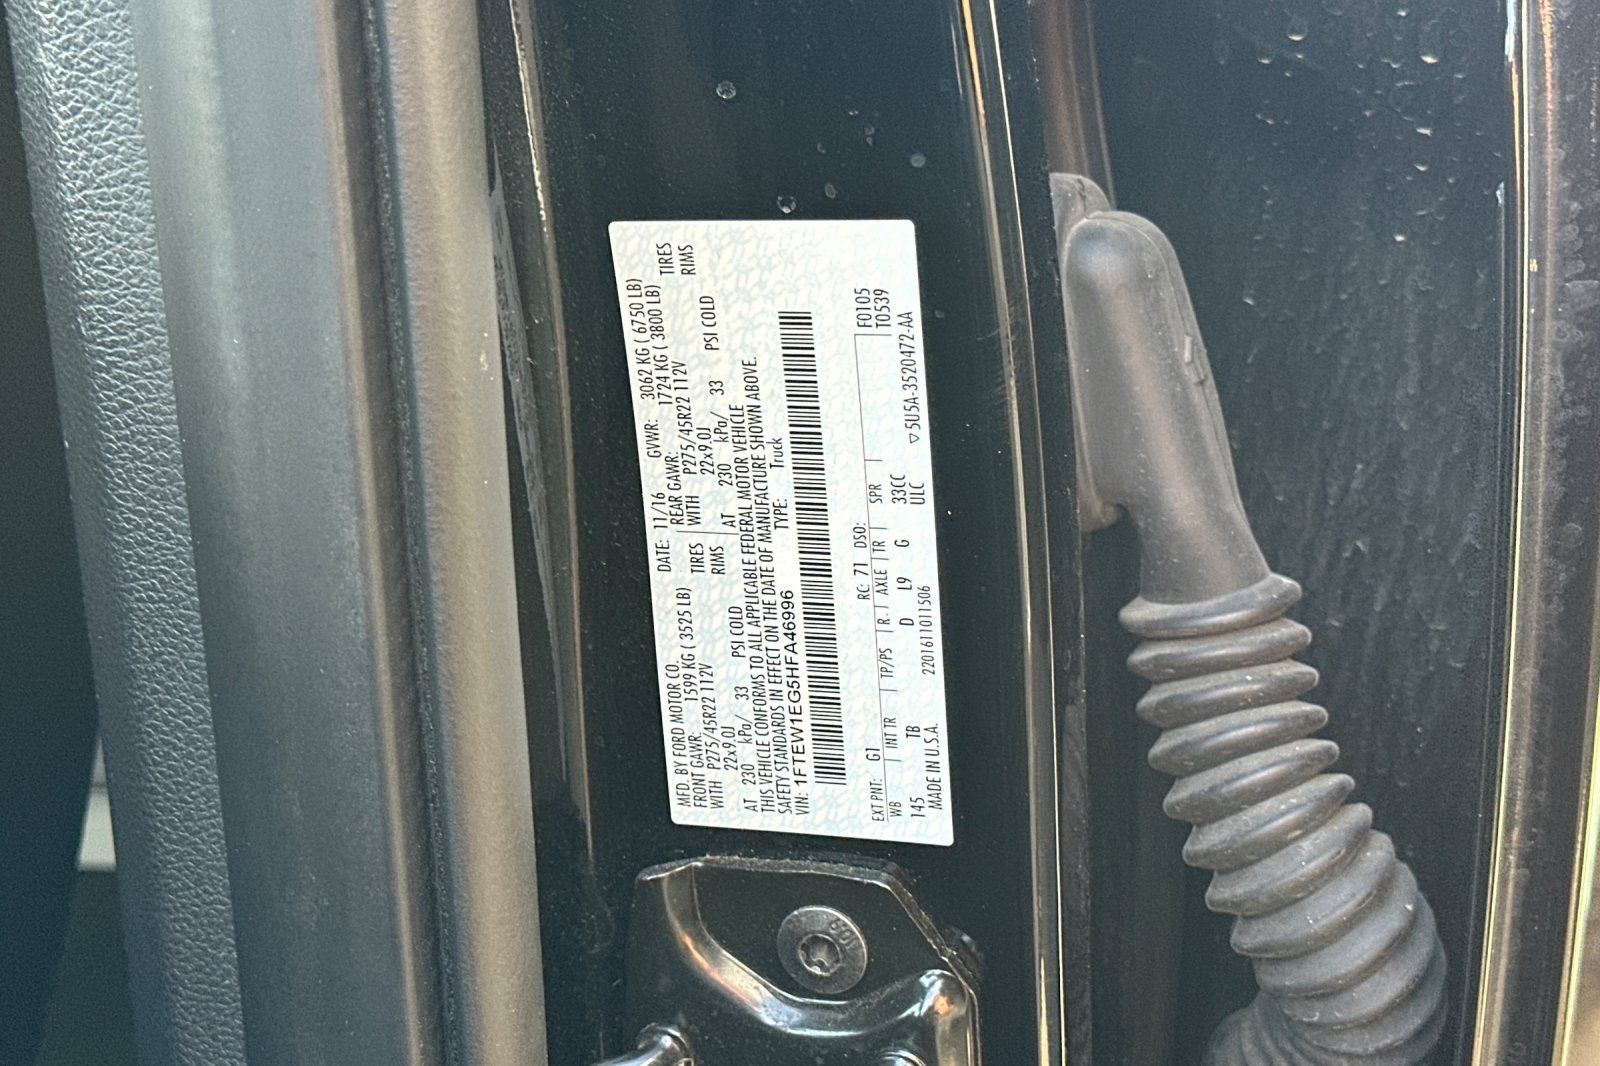 MFD. BY FORD MOTOR CO.
DATE: 11/16 GVWR: 3062 KG ( 6750 LB)
FRONT GAWR: 1599 KG ( 3525 LB) REAR GAWR: 1724 KG ( 3800 LB)
WITH P275/45R22 112V TIRES WITH P275/45R22 112V TIRES
22x9.0J RIMS 22x9.0J RIMS
AT 230 kPa/ 33 PSI COLD AT 230 kPa/ 33 PSI COLD
THIS VEHICLE CONFORMS TO ALL APPLICABLE FEDERAL MOTOR VEHICLE
SAFETY STANDARDS IN EFFECT ON THE DATE OF MANUFACTURE SHOWN ABOVE.
VIN: 1FTEW1EG5HFA46996 TYPE: Truck
F0105
EXT PNT: G1 RC: 71 DSO: T0539
WB INT TR TP/PS R. AXLE TR SPR
145 TB D L9 G 33CC ▽5U5A-3520472-AA
MADE IN U.S.A. 220161101150​6 ULC